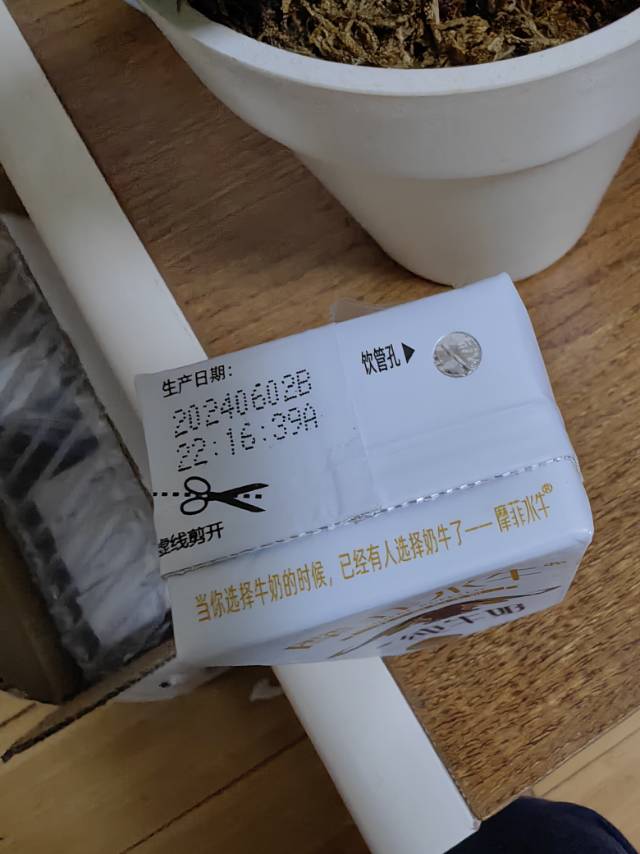 生产日期：
20240602B
22:16:39A
饮管孔▶
虚线剪开
当你选择牛奶的时候，已经有人选择奶牛了——摩菲水牛®